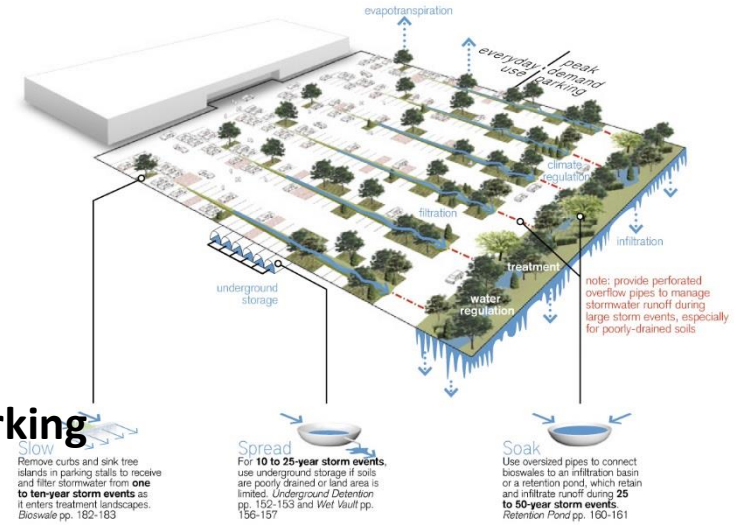 evapotranspiration
everyday
use
peak
demand
parking
climate
regulation
filtration
infiltration
treatment
water
regulation
underground
storage
note: provide perforated
overflow pipes to manage
stormwater runoff during
large storm events, especially
for poorly-drained soils
rking
Slow
Remove curbs and sink tree
islands in parking stalls to receive
and filter stormwater from one
to ten-year storm events as
it enters treatment landscapes.
Bioswale pp. 182-183
Spread
For 10 to 25-year storm events,
use underground storage if soils
are poorly drained or land area is
limited. Underground Detention
pp. 152-153 and Wet Vault pp.
156-157
Soak
Use oversized pipes to connect
bioswales to an infiltration basin
or a retention pond, which retain
and infiltrate runoff during 25
to 50-year storm events.
Retention Pond pp. 160-161